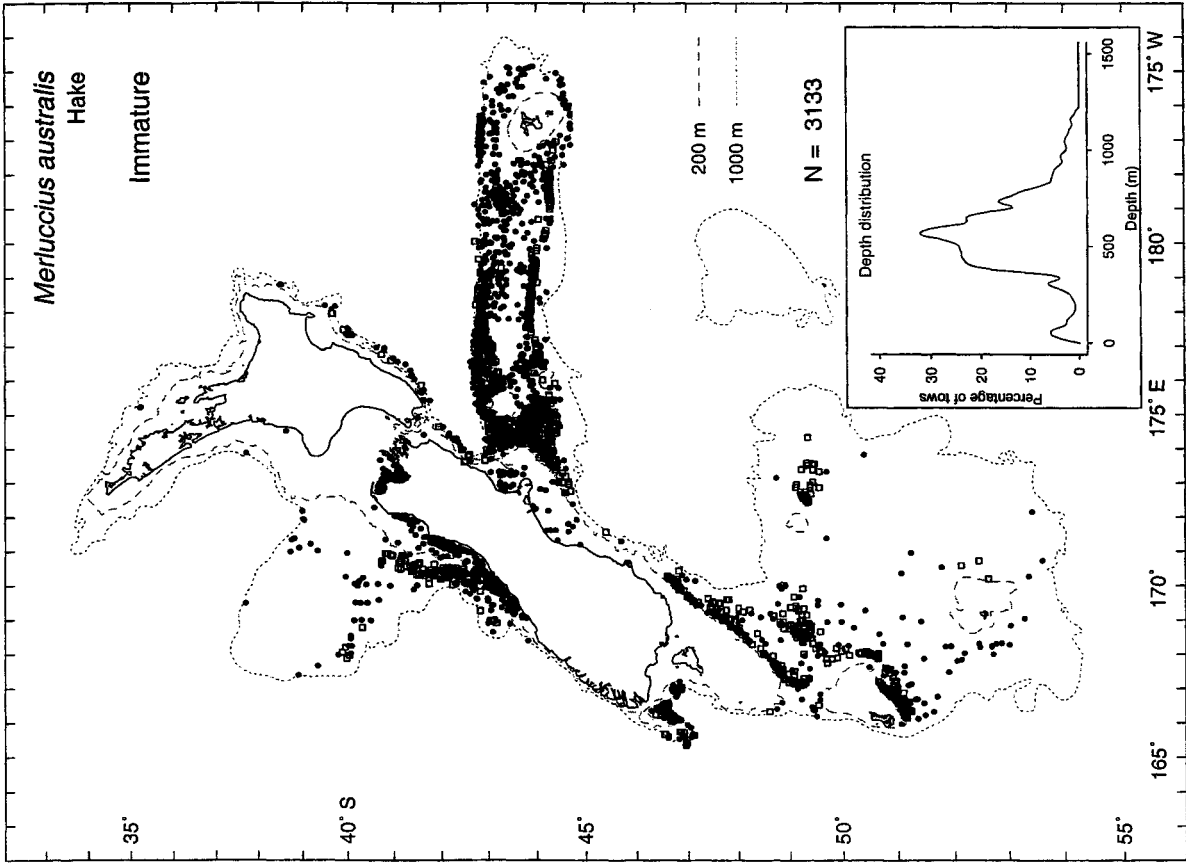 Merluccius australis
Hake
Immature
200 m
1000 m
N = 3133
35°
40° S
45°
50°
55°
165°
170°
175° E
180°
175° W
Depth distribution
Percentage of tows
40
30
20
10
0
0
500
1000
1500
Depth (m)